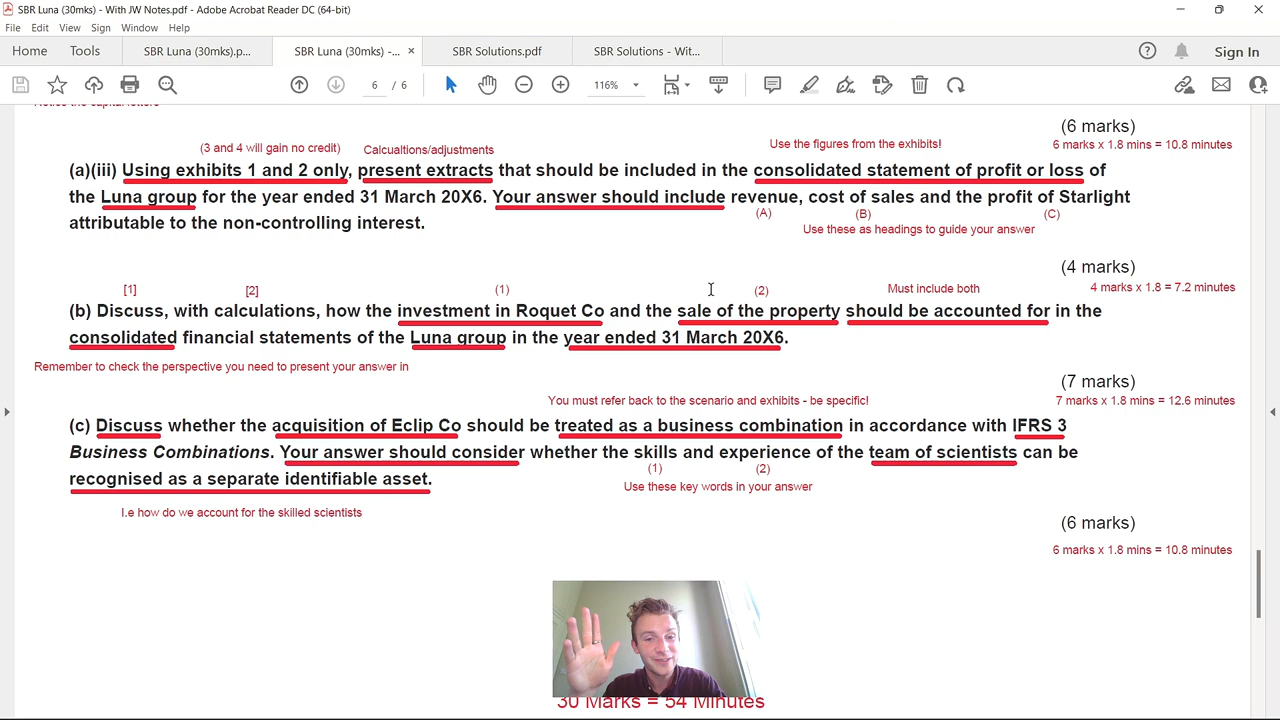 SBR Luna (30mks) - With JW Notes.pdf - Adobe Acrobat Reader DC (64-bit)
File Edit View Sign Window Help
Home Tools SBR Luna (30mks).p... SBR Luna (30mks) -... × SBR Solutions.pdf SBR Solutions - Wit... Sign In
6 / 6 116%
Notice the capital letters
(6 marks)
(3 and 4 will gain no credit) Calcualtions/adjustments Use the figures from the exhibits! 6 marks x 1.8 mins = 10.8 minutes
(a)(iii) Using exhibits 1 and 2 only, present extracts that should be included in the consolidated statement of profit or loss of
the Luna group for the year ended 31 March 20X6. Your answer should include revenue, cost of sales and the profit of Starlight
(A) (B) (C)
attributable to the non-controlling interest.
Use these as headings to guide your answer
(4 marks)
[1] [2] (1) (2) Must include both 4 marks x 1.8 = 7.2 minutes
(b) Discuss, with calculations, how the investment in Roquet Co and the sale of the property should be accounted for in the
consolidated financial statements of the Luna group in the year ended 31 March 20X6.
Remember to check the perspective you need to present your answer in
(7 marks)
You must refer back to the scenario and exhibits - be specific! 7 marks x 1.8 mins = 12.6 minutes
(c) Discuss whether the acquisition of Eclip Co should be treated as a business combination in accordance with IFRS 3
Business Combinations. Your answer should consider whether the skills and experience of the team of scientists can be
(1) (2)
recognised as a separate identifiable asset.
Use these key words in your answer
I.e how do we account for the skilled scientists
(6 marks)
6 marks x 1.8 mins = 10.8 minutes
30 Marks = 54 Minutes